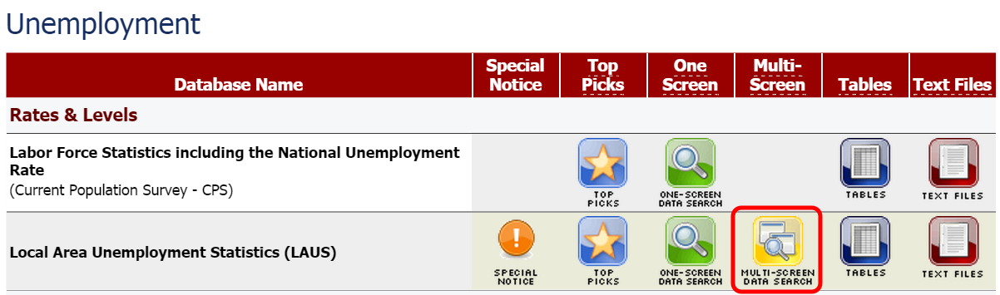 Unemployment
Database Name
Special
Notice
Top
Picks
One
Screen
Multi-
Screen
Tables
Text Files
Rates & Levels
Labor Force Statistics including the National Unemployment
Rate
(Current Population Survey - CPS)
TOP
PICKS
ONE-SCREEN
DATA SEARCH
TABLES
TEXT FILES
Local Area Unemployment Statistics (LAUS)
SPECIAL
NOTICE
TOP
PICKS
ONE-SCREEN
DATA SEARCH
MULTI-SCREEN
DATA SEARCH
TABLES
TEXT FILES